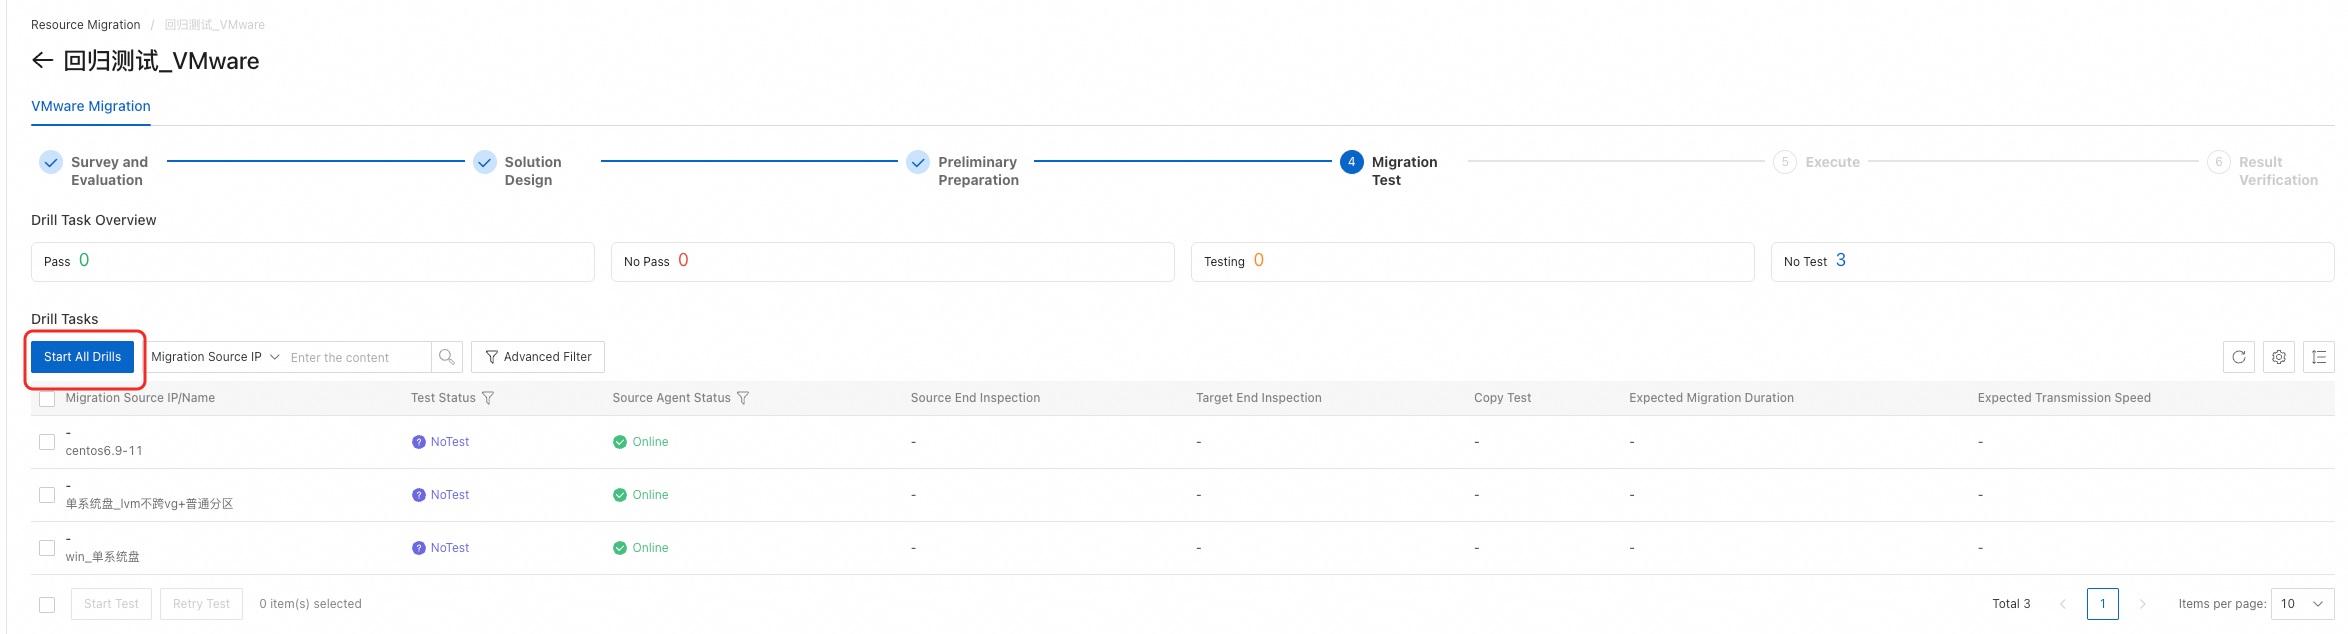 Resource Migration / 回归测试_VMware
回归测试_VMware
VMware Migration
Survey and Evaluation
Solution Design
Preliminary Preparation
4 Migration Test
5 Execute
6 Result Verification
Drill Task Overview
Pass 0
No Pass 0
Testing 0
No Test 3
Drill Tasks
Start All Drills Migration Source IP Enter the content Advanced Filter
Migration Source IP/Name Test Status Source Agent Status Source End Inspection Target End Inspection Copy Test Expected Migration Duration Expected Transmission Speed
-
centos6.9-11 NoTest Online - - - - -
-
单系统盘_lvm不跨vg+普通分区 NoTest Online - - - - -
-
win_单系统盘 NoTest Online - - - - -
Start Test Retry Test 0 item(s) selected Total 3 1 Items per page: 10